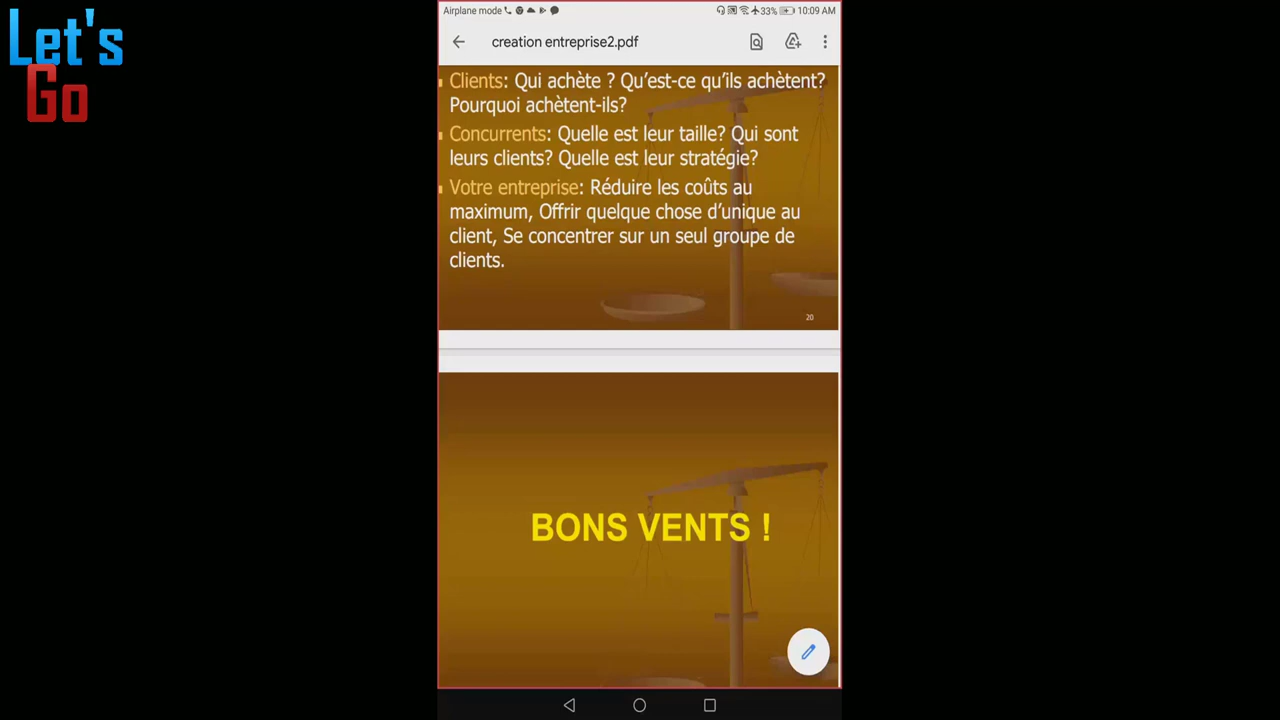 Let's
Go
Airplane mode
33%
10:09 AM
creation entreprise2.pdf
Clients: Qui achète ? Qu'est-ce qu'ils achètent?
Pourquoi achètent-ils?
Concurrents: Quelle est leur taille? Qui sont
leurs clients? Quelle est leur stratégie?
Votre entreprise: Réduire les coûts au
maximum, Offrir quelque chose d'unique au
client, Se concentrer sur un seul groupe de
clients.
20
BONS VENTS !